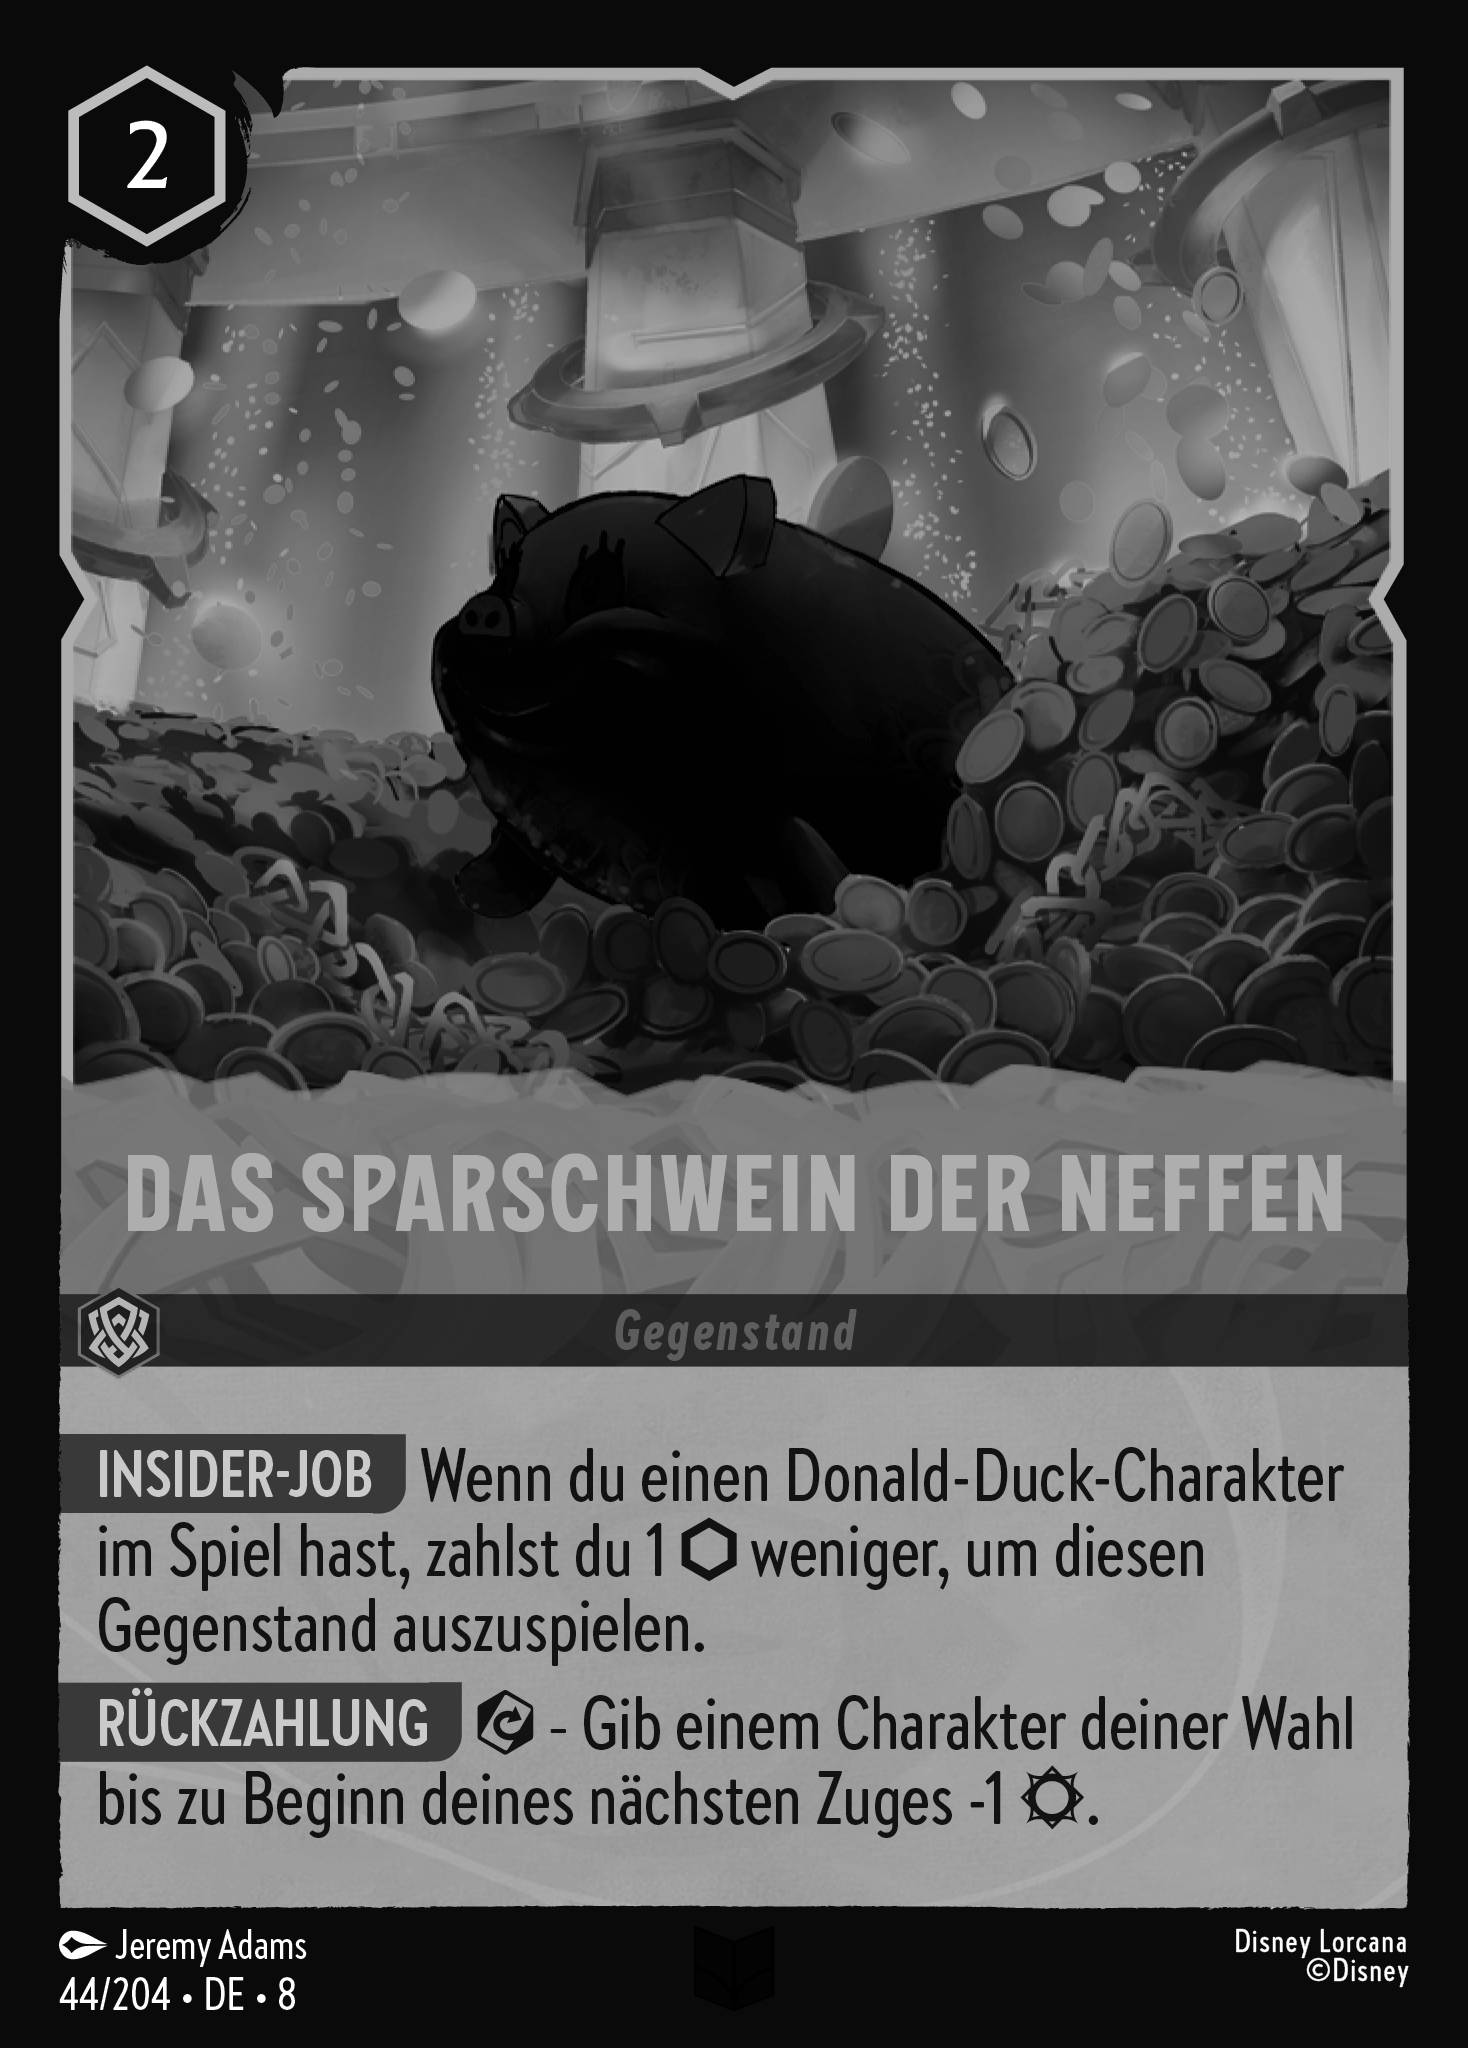 2
DAS SPARSCHWEIN DER NEFFEN
Gegenstand
INSIDER-JOB Wenn du einen Donald-Duck-Charakter
im Spiel hast, zahlst du 1 ⬡ weniger, um diesen
Gegenstand auszuspielen.
RÜCKZAHLUNG - Gib einem Charakter deiner Wahl
bis zu Beginn deines nächsten Zuges -1 .
Jeremy Adams
44/204 • DE • 8
Disney Lorcana
©Disney